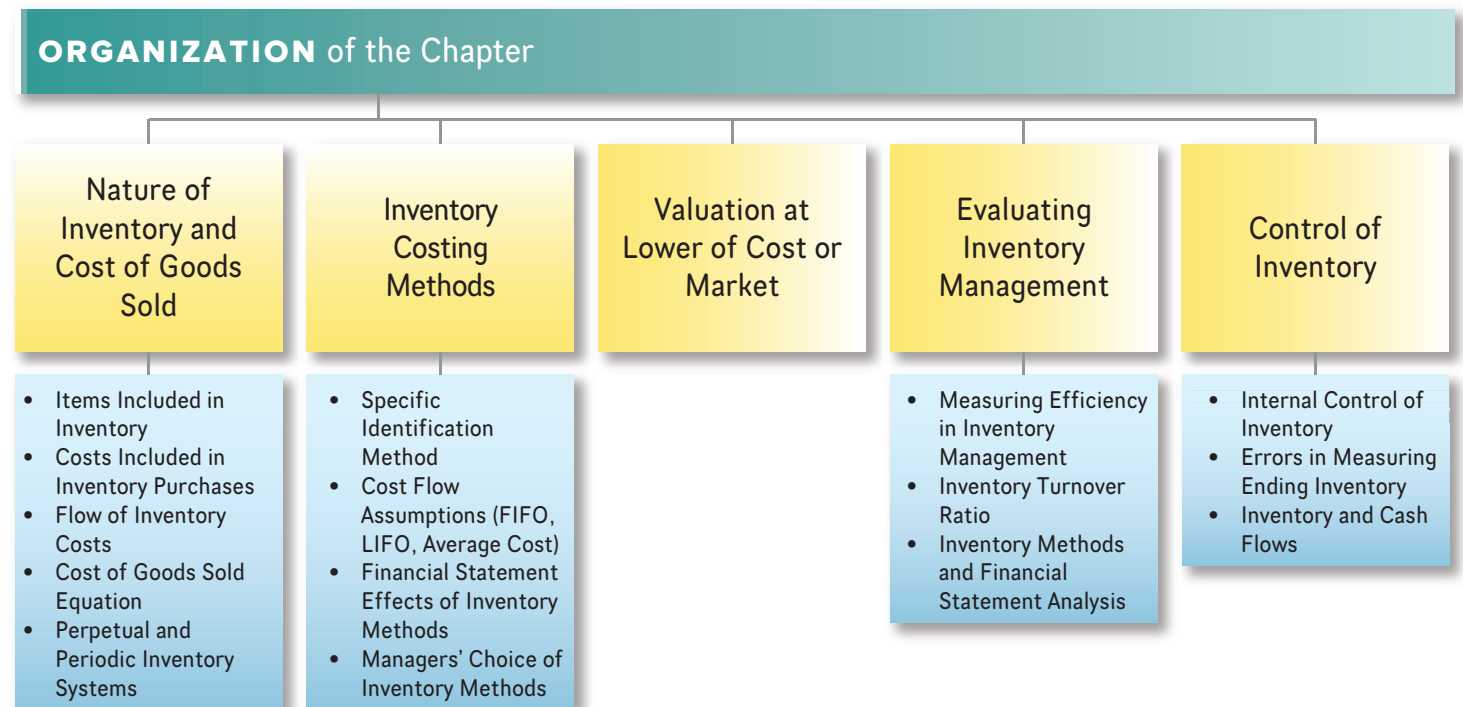 ORGANIZATION of the Chapter
Nature of
Inventory and
Cost of Goods
Sold
• Items Included in
Inventory
• Costs Included in
Inventory Purchases
• Flow of Inventory
Costs
• Cost of Goods Sold
Equation
• Perpetual and
Periodic Inventory
Systems
Inventory
Costing
Methods
• Specific
Identification
Method
• Cost Flow
Assumptions (FIFO,
LIFO, Average Cost)
• Financial Statement
Effects of Inventory
Methods
• Managers’ Choice of
Inventory Methods
Valuation at
Lower of Cost or
Market
Evaluating
Inventory
Management
• Measuring Efficiency
in Inventory
Management
• Inventory Turnover
Ratio
• Inventory Methods
and Financial
Statement Analysis
Control of
Inventory
• Internal Control of
Inventory
• Errors in Measuring
Ending Inventory
• Inventory and Cash
Flows